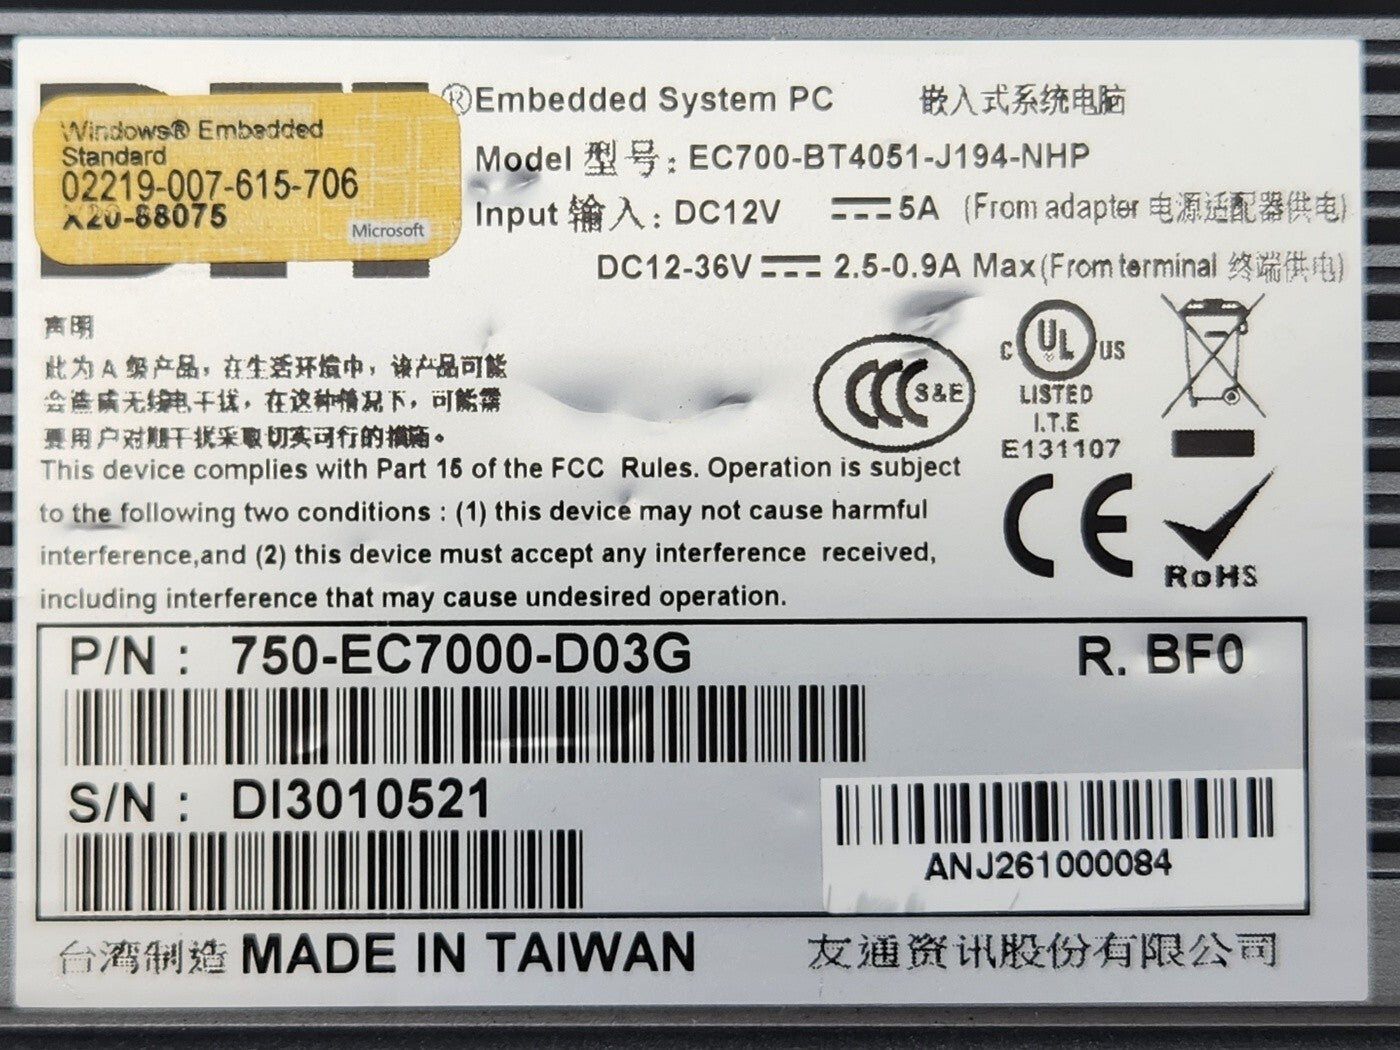 ®Embedded System PC 嵌入式系统电脑
Windows® Embedded
Standard
02219-007-615-706
X20-68075
Microsoft
Model 型号: EC700-BT4051-J194-NHP
Input 输入: DC12V ⎓ 5A (From adapter 电源适配器供电)
DC12-36V ⎓ 2.5-0.9A Max(From terminal 终端供电)
声明
此为 A 级产品，在生活环境中，该产品可能
会造成无线电干扰，在这种情况下，可能需
要用户对期干扰采取切实可行的措施。
S&E
C UL US
LISTED
I.T.E
E131107
This device complies with Part 15 of the FCC Rules. Operation is subject
to the following two conditions : (1) this device may not cause harmful
interference,and (2) this device must accept any interference received,
including interference that may cause undesired operation.
CE
RoHS
P/N : 750-EC7000-D03G R. BF0
S/N : DI3010521
ANJ261000084
台湾制造 MADE IN TAIWAN 友通资讯股份有限公司